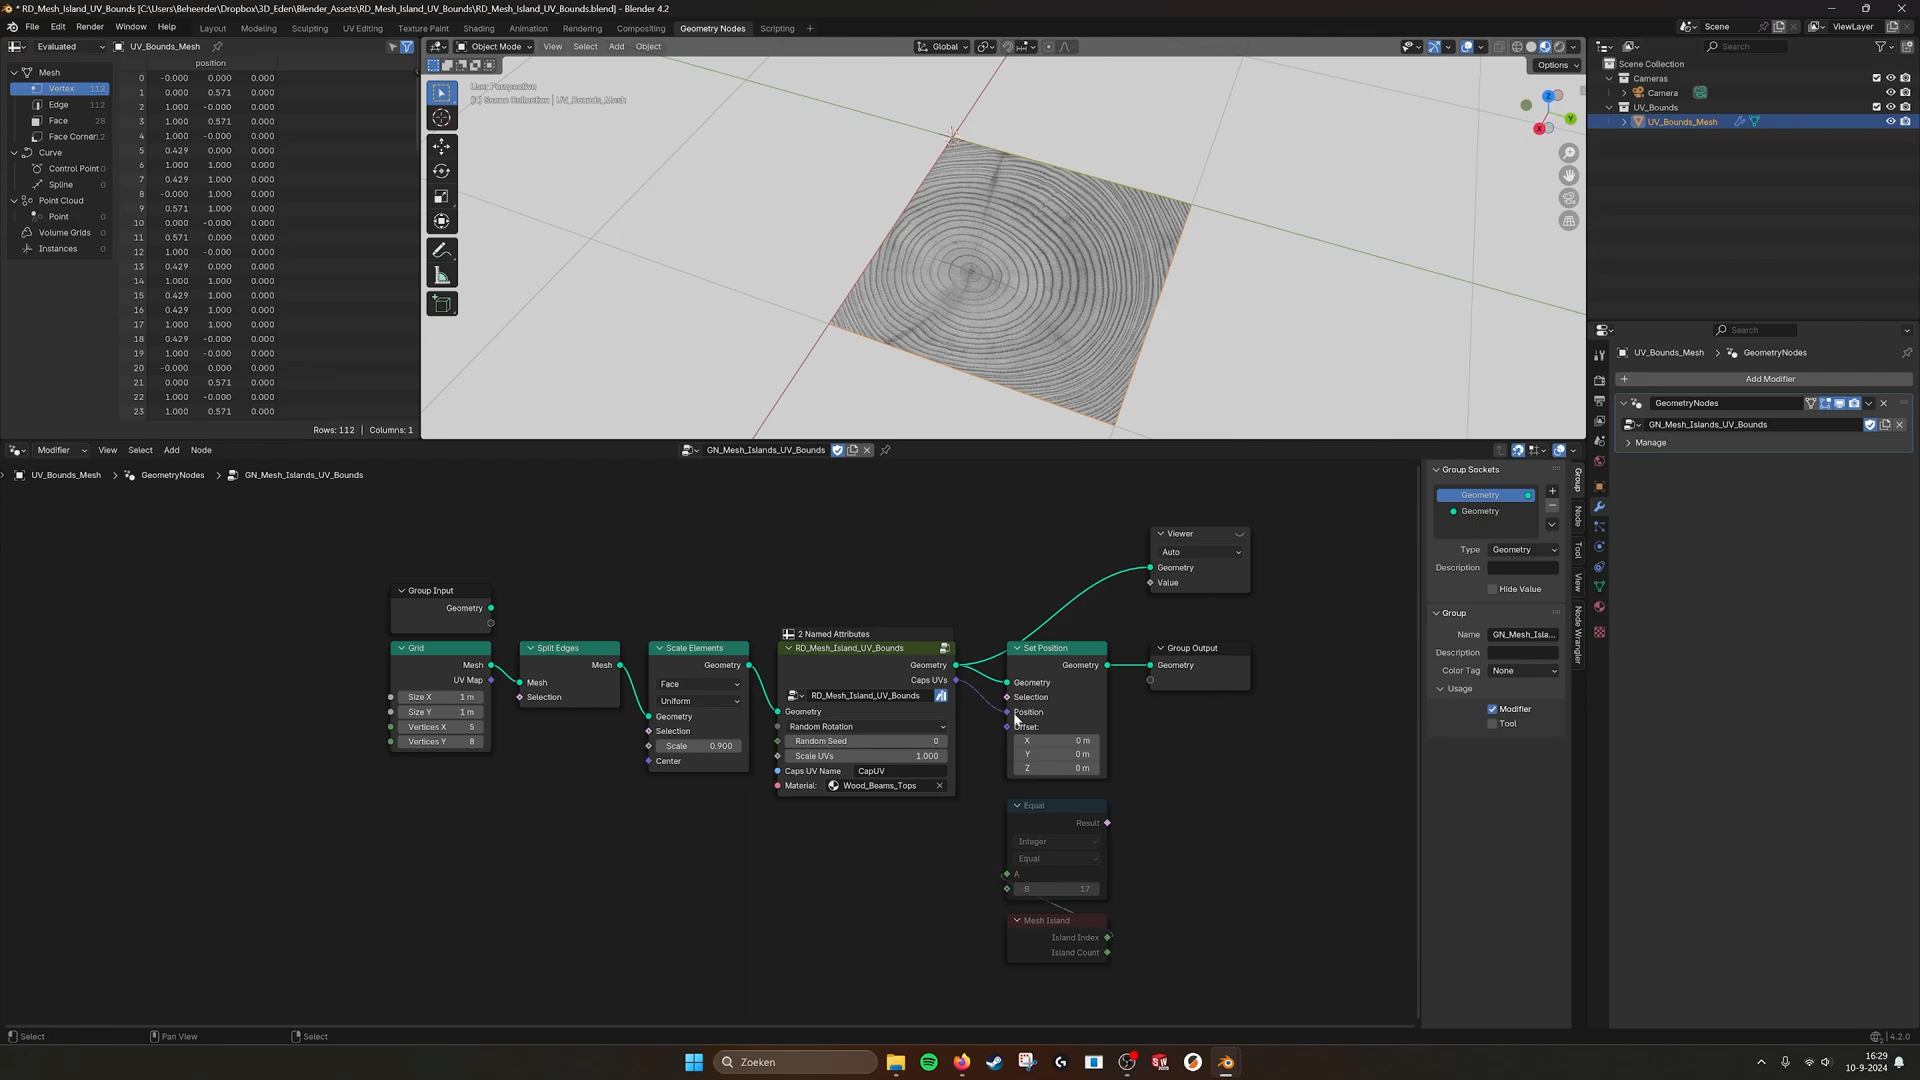 * RD_Mesh_Island_UV_Bounds [C:\Users\Beheerder\Dropbox\3D_Eden\Blender_Assets\RD_Mesh_Island_UV_Bounds\RD_Mesh_Island_UV_Bounds.blend] - Blender 4.2
File Edit Render Window Help Layout Modeling Sculpting UV Editing Texture Paint Shading Animation Rendering Compositing Geometry Nodes Scripting + Scene ViewLayer
Evaluated UV_Bounds_Mesh
Object Mode View Select Add Object Global
Search
Options
position
Mesh
Vertex 112
Edge 112
Face 28
Face Corner:.2
Curve
Control Point 0
Spline 0
Point Cloud
Point 0
Volume Grids 0
Instances 0
0 -0.000 0.000 0.000
1 0.000 0.571 0.000
2 1.000 -0.000 0.000
3 1.000 0.571 0.000
4 1.000 -0.000 0.000
5 0.429 -0.000 0.000
6 1.000 1.000 0.000
7 0.429 1.000 0.000
8 -0.000 1.000 0.000
9 0.571 1.000 0.000
10 0.000 -0.000 0.000
11 0.571 0.000 0.000
12 1.000 -0.000 0.000
13 0.429 0.000 0.000
14 1.000 1.000 0.000
15 0.429 1.000 0.000
16 0.429 1.000 0.000
17 1.000 1.000 0.000
18 0.429 -0.000 0.000
19 1.000 -0.000 0.000
20 -0.000 0.000 0.000
21 0.000 0.571 0.000
22 1.000 -0.000 0.000
23 1.000 0.571 0.000
Rows: 112 Columns: 1
User Perspective
(0) Scene Collection | UV_Bounds_Mesh
Z
Y
X
Scene Collection
Cameras
Camera
UV_Bounds
UV_Bounds_Mesh
Search
UV_Bounds_Mesh > GeometryNodes
+ Add Modifier
GeometryNodes
GN_Mesh_Islands_UV_Bounds
Manage
Modifier View Select Add Node GN_Mesh_Islands_UV_Bounds
UV_Bounds_Mesh > GeometryNodes > GN_Mesh_Islands_UV_Bounds
Group Input
Geometry
Grid
Mesh
UV Map
Size X 1 m
Size Y 1 m
Vertices X 5
Vertices Y 8
Split Edges
Mesh
Mesh
Selection
Scale Elements
Geometry
Face
Uniform
Geometry
Selection
Scale 0.900
Center
2 Named Attributes
RD_Mesh_Island_UV_Bounds
Geometry
Caps UVs
RD_Mesh_Island_UV_Bounds
Geometry
Random Rotation
Random Seed 0
Scale UVs 1.000
Caps UV Name CapUV
Material: Wood_Beams_Tops
Set Position
Geometry
Geometry
Selection
Position
Offset:
X 0 m
Y 0 m
Z 0 m
Viewer
Auto
Geometry
Value
Group Output
Geometry
Equal
Result
Integer
Equal
A
B 17
Mesh Island
Island Index
Island Count
Group Sockets
Geometry
Geometry
Type Geometry
Description
Hide Value
Group
Name GN_Mesh_Isla...
Description
Color Tag None
Usage
Modifier
Tool
Group
Node
Tool
View
Node Wrangler
Select Pan View Select 4.2.0
Zoeken
16:29
10-9-2024